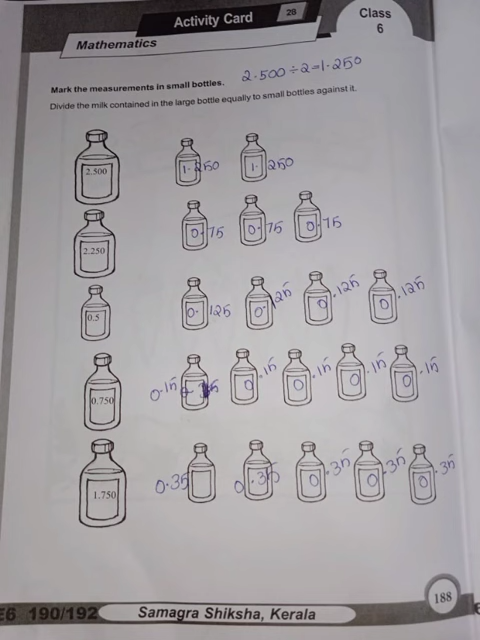 Activity Card
28
Class
6
Mathematics
2.500 ÷ 2 = 1.250
Mark the measurements in small bottles.
Divide the milk contained in the large bottle equally to small bottles against it.
2.500 1.250 1.250
2.250 0.75 0.75 0.75
0.5 0.125 0.125 0.125 0.125
0.750 0.15 0.15 0.15 0.15 0.15
1.750 0.35 0.35 0.35 0.35 0.35
188
E6 190/192 Samagra Shiksha, Kerala